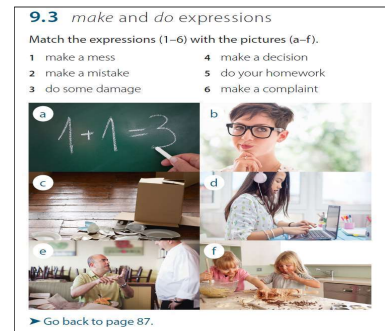 9.3 make and do expressions
Match the expressions (1–6) with the pictures (a–f).
1 make a mess
2 make a mistake
3 do some damage
4 make a decision
5 do your homework
6 make a complaint
a
1+1=3
b
c
d
e
f
➤ Go back to page 87.